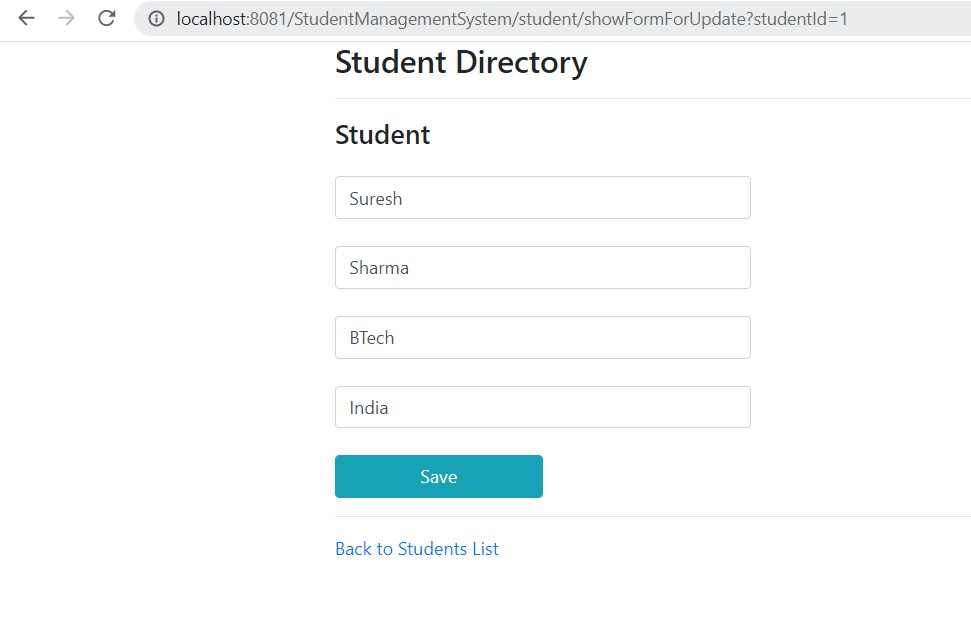 localhost:8081/StudentManagementSystem/student/showFormForUpdate?studentId=1
Student Directory
Student
Suresh
Sharma
BTech
India
Save
Back to Students List